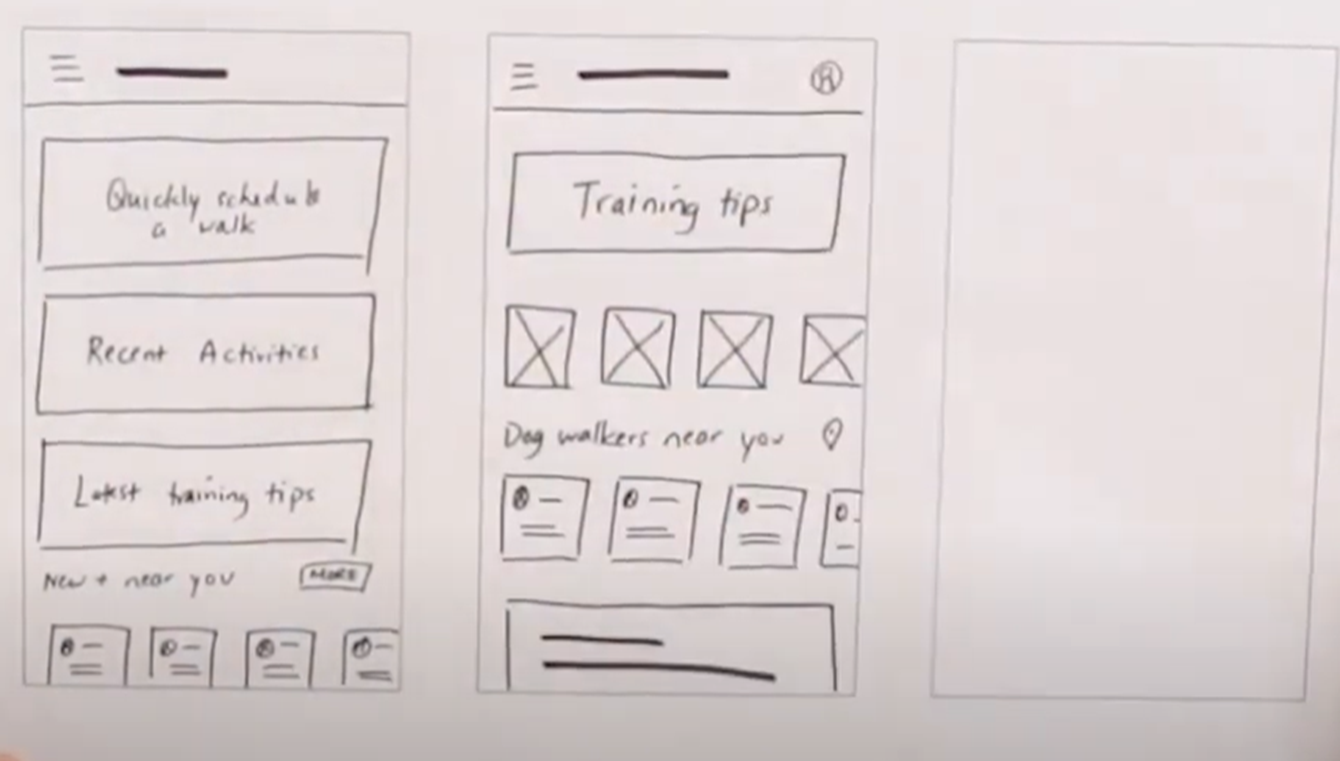 Quickly schedule
a walk
Recent Activities
Latest training tips
New + near you
MORE
Training tips
Dog walkers near you